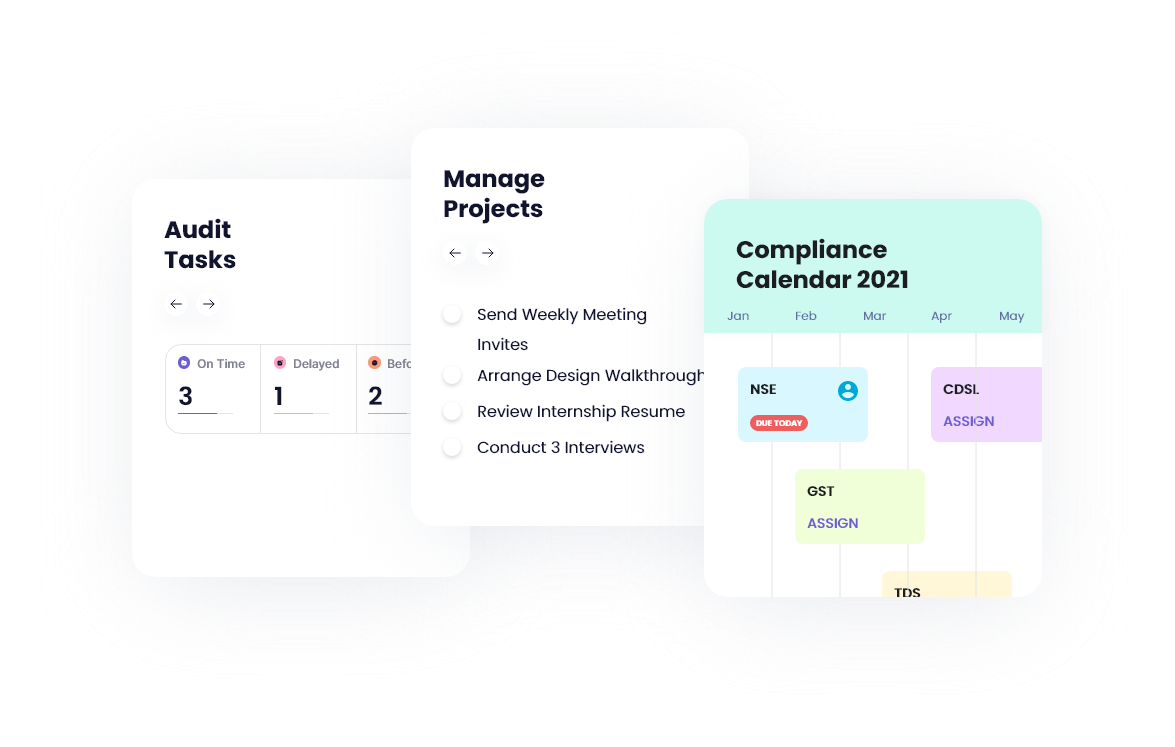 Audit
Tasks
On Time
3
Delayed
1
2
Manage
Projects
Send Weekly Meeting
Invites
Arrange Design Walkthrough
Review Internship Resume
Conduct 3 Interviews
Compliance
Calendar 2021
Jan Feb Mar Apr May
NSE
DUE TODAY
CDSL
ASSIGN
GST
ASSIGN
TDS